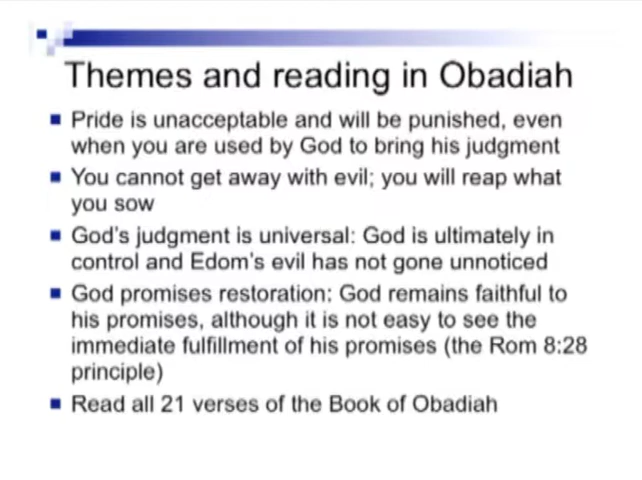 Themes and reading in Obadiah
Pride is unacceptable and will be punished, even
when you are used by God to bring his judgment
You cannot get away with evil; you will reap what
you sow
God's judgment is universal: God is ultimately in
control and Edom's evil has not gone unnoticed
God promises restoration: God remains faithful to
his promises, although it is not easy to see the
immediate fulfillment of his promises (the Rom 8:28
principle)
Read all 21 verses of the Book of Obadiah